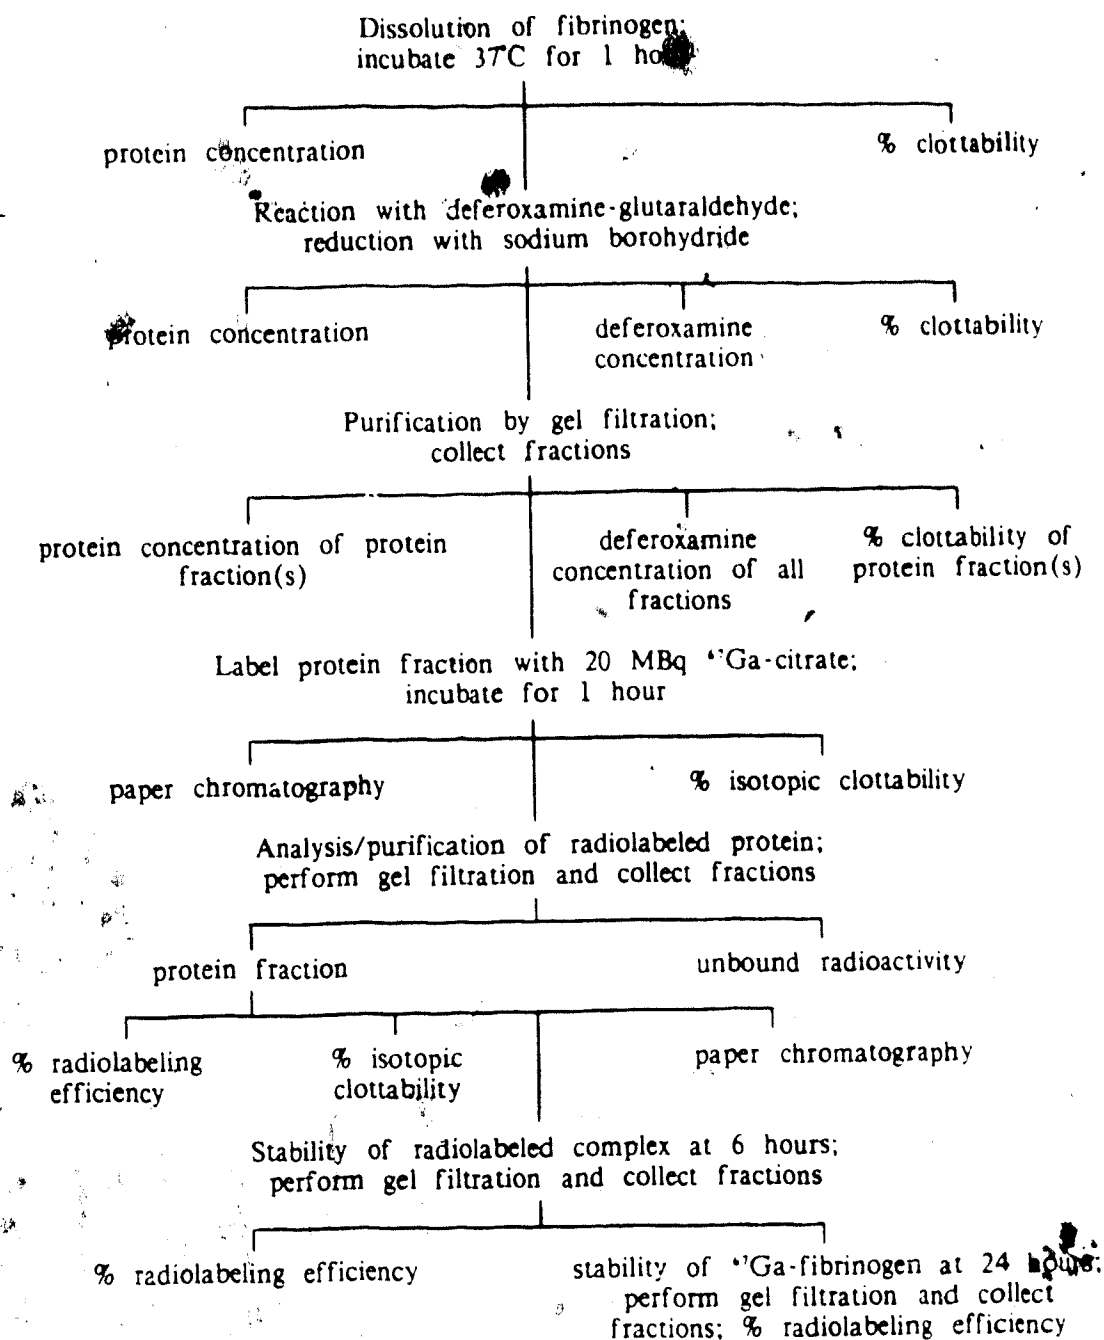 Dissolution of fibrinogen;
incubate 37°C for 1 hour
protein concentration
% clottability
Reaction with deferoxamine-glutaraldehyde;
reduction with sodium borohydride
protein concentration
deferoxamine
concentration
% clottability
Purification by gel filtration;
collect fractions
protein concentration of protein
fraction(s)
deferoxamine
concentration of all
fractions
% clottability of
protein fraction(s)
Label protein fraction with 20 MBq ⁶⁷Ga-citrate;
incubate for 1 hour
paper chromatography
% isotopic clottability
Analysis/purification of radiolabeled protein;
perform gel filtration and collect fractions
protein fraction
unbound radioactivity
% radiolabeling
efficiency
% isotopic
clottability
paper chromatography
Stability of radiolabeled complex at 6 hours;
perform gel filtration and collect fractions
% radiolabeling efficiency
stability of ⁶⁷Ga-fibrinogen at 24 hours;
perform gel filtration and collect
fractions; % radiolabeling efficiency